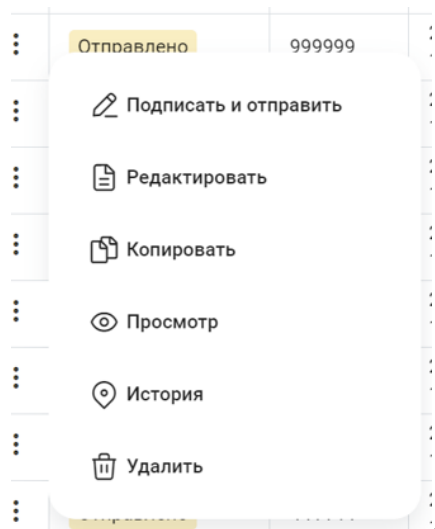 Отправлено 999999
Подписать и отправить
Редактировать
Копировать
Просмотр
История
Удалить